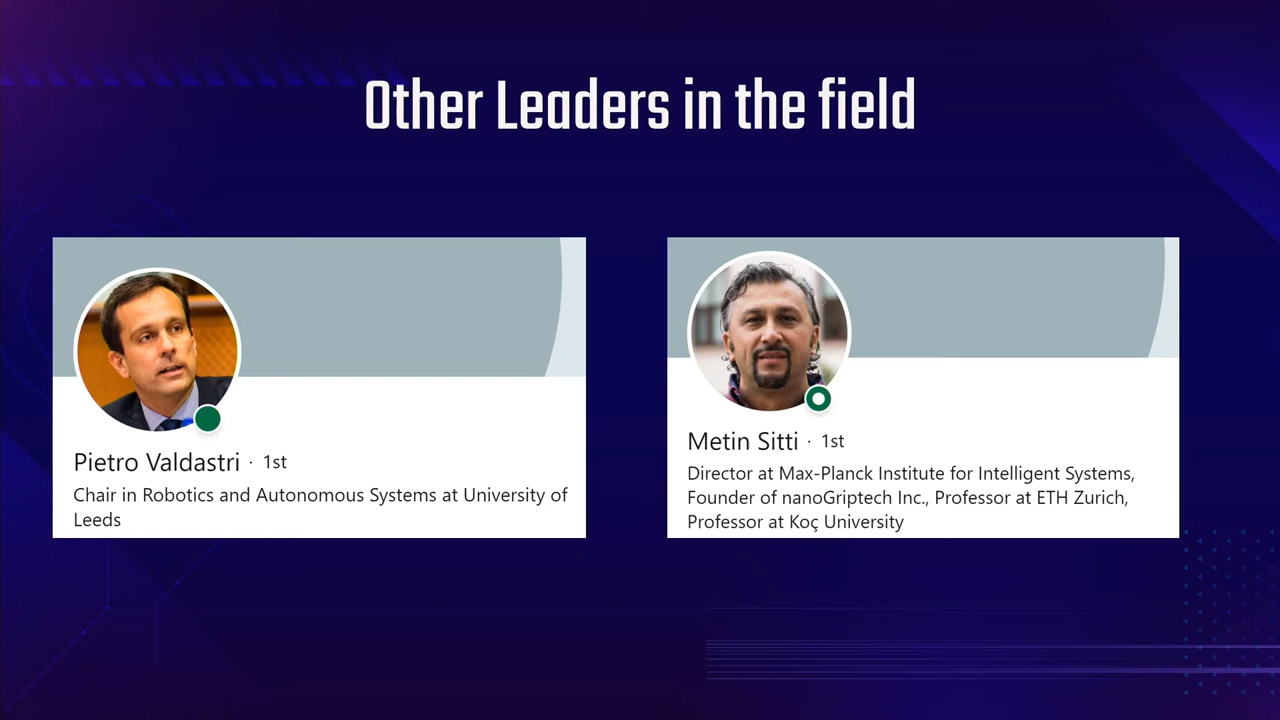 Other Leaders in the field
Pietro Valdastri · 1st
Chair in Robotics and Autonomous Systems at University of
Leeds
Metin Sitti · 1st
Director at Max-Planck Institute for Intelligent Systems,
Founder of nanoGriptech Inc., Professor at ETH Zurich,
Professor at Koç University